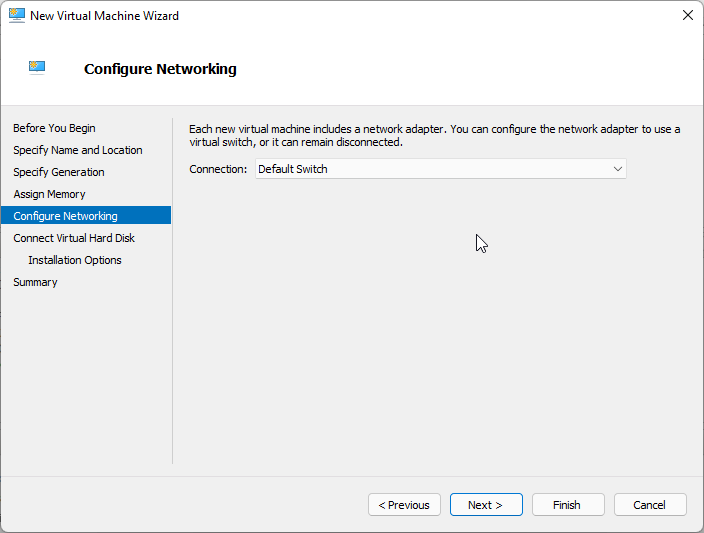 New Virtual Machine Wizard
Configure Networking
Before You Begin
Specify Name and Location
Specify Generation
Assign Memory
Configure Networking
Connect Virtual Hard Disk
Installation Options
Summary
Each new virtual machine includes a network adapter. You can configure the network adapter to use a
virtual switch, or it can remain disconnected.
Connection: Default Switch
< Previous Next > Finish Cancel